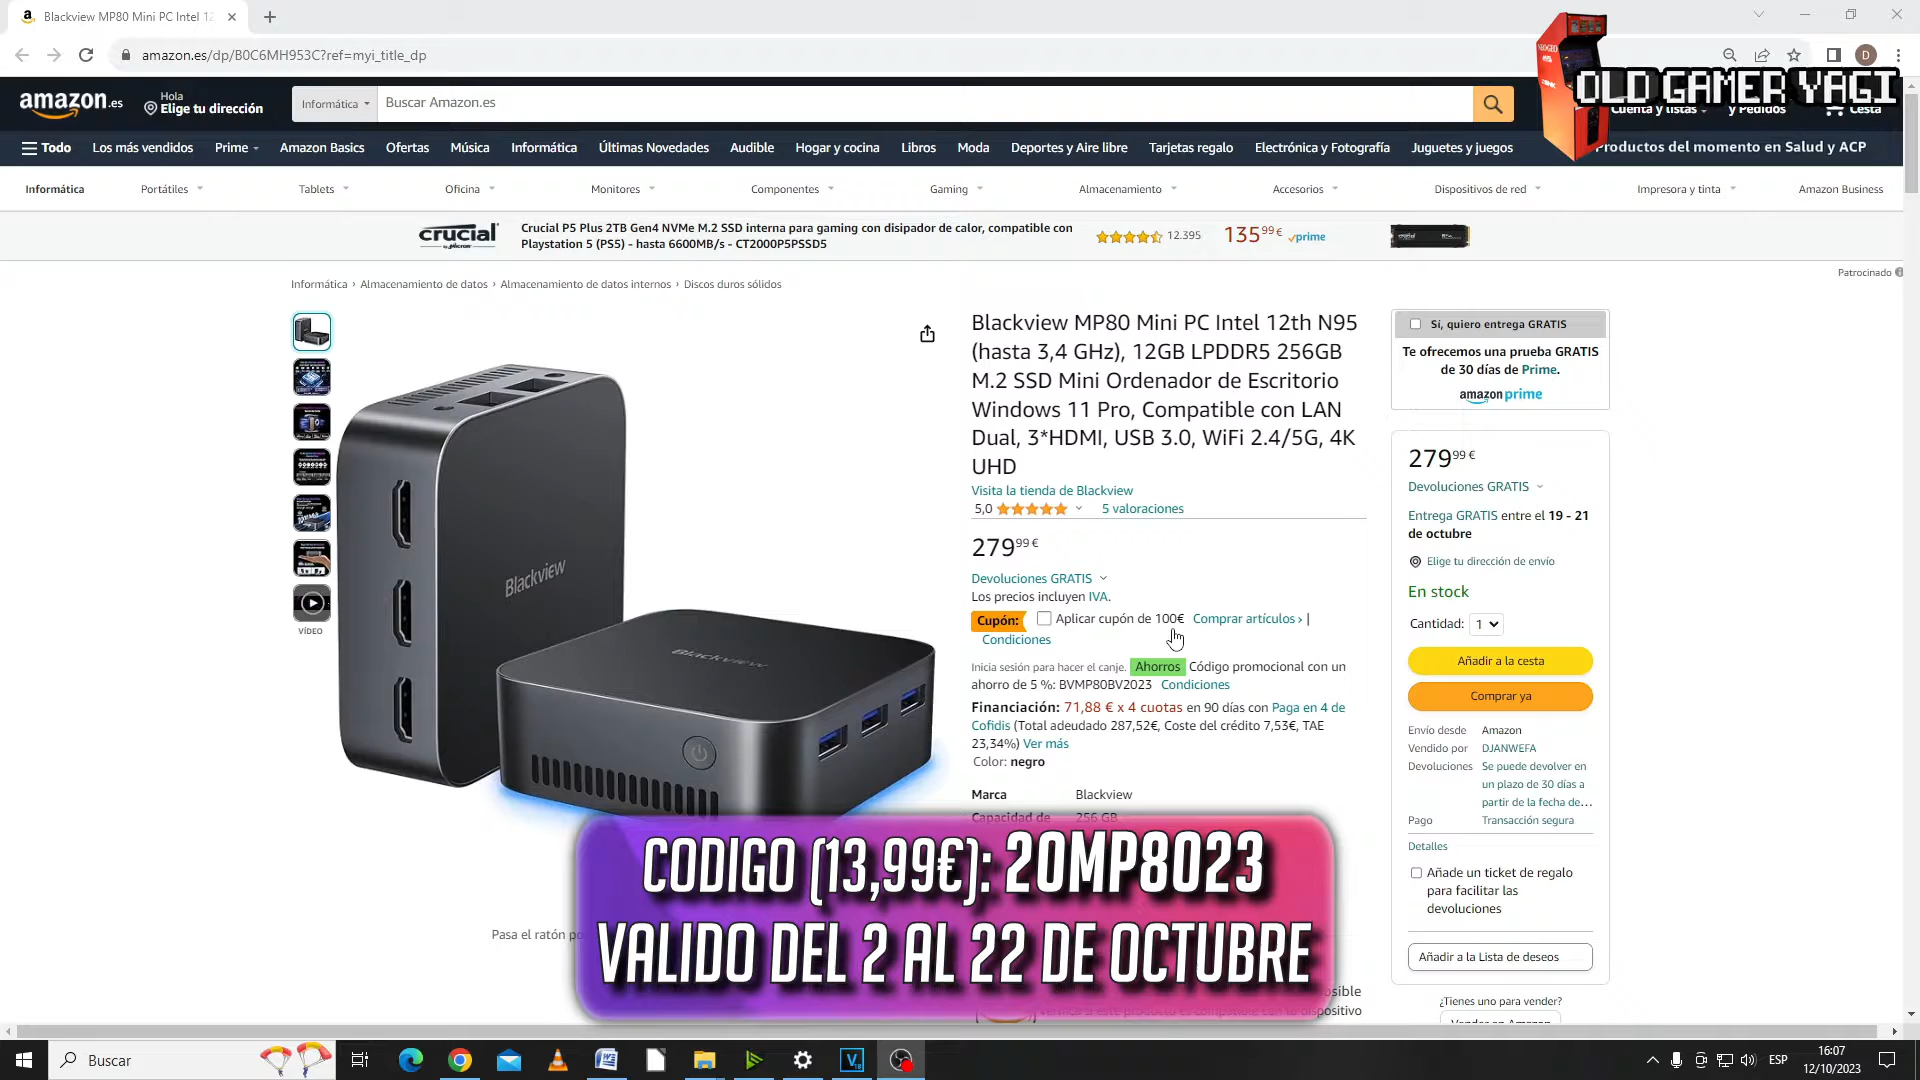 Blackview MP80 Mini PC Intel 12
amazon.es/dp/B0C6MH953C?ref=myi_title_dp
OLD GAMER YAGI
amazon.es
Hola
Elige tu dirección
Informática
Buscar Amazon.es
Cuenta y listas
y Pedidos
Cesta
Todo
Los más vendidos
Prime
Amazon Basics
Ofertas
Música
Informática
Últimas Novedades
Audible
Hogar y cocina
Libros
Moda
Deportes y Aire libre
Tarjetas regalo
Electrónica y Fotografía
Juguetes y juegos
Productos del momento en Salud y ACP
Informática
Portátiles
Tablets
Oficina
Monitores
Componentes
Gaming
Almacenamiento
Accesorios
Dispositivos de red
Impresora y tinta
Amazon Business
crucial
Crucial P5 Plus 2TB Gen4 NVMe M.2 SSD interna para gaming con disipador de calor, compatible con
Playstation 5 (PS5) - hasta 6600MB/s - CT2000P5PSSD5
12.395
135,99 €
prime
Patrocinado
Informática › Almacenamiento de datos › Almacenamiento de datos internos › Discos duros sólidos
VÍDEO
Blackview
Blackview
Blackview MP80 Mini PC Intel 12th N95
(hasta 3,4 GHz), 12GB LPDDR5 256GB
M.2 SSD Mini Ordenador de Escritorio
Windows 11 Pro, Compatible con LAN
Dual, 3*HDMI, USB 3.0, WiFi 2.4/5G, 4K
UHD
Visita la tienda de Blackview
5,0
5 valoraciones
279 99 €
Devoluciones GRATIS
Los precios incluyen IVA.
Cupón: Aplicar cupón de 100€ Comprar artículos › |
Condiciones
Inicia sesión para hacer el canje. Ahorros Código promocional con un
ahorro de 5 %: BVMP80BV2023 Condiciones
Financiación: 71,88 € x 4 cuotas en 90 días con Paga en 4 de
Cofidis (Total adeudado 287,52€, Coste del crédito 7,53€, TAE
23,34%) Ver más
Color: negro
Marca Blackview
Capacidad de 256 GB
Pasa el ratón
CODIGO (13,99€): 20MP8023
VALIDO DEL 2 AL 22 DE OCTUBRE
Sí, quiero entrega GRATIS
Te ofrecemos una prueba GRATIS
de 30 días de Prime.
amazon prime
279 99 €
Devoluciones GRATIS
Entrega GRATIS entre el 19 - 21
de octubre
Elige tu dirección de envío
En stock
Cantidad: 1
Añadir a la cesta
Comprar ya
Envío desde Amazon
Vendido por DJANWEFA
Devoluciones Se puede devolver en
un plazo de 30 días a
partir de la fecha de...
Pago Transacción segura
Detalles
Añade un ticket de regalo
para facilitar las
devoluciones
Añadir a la Lista de deseos
¿Tienes uno para vender?
Vender en Amazon
Buscar
ESP
16:07
12/10/2023